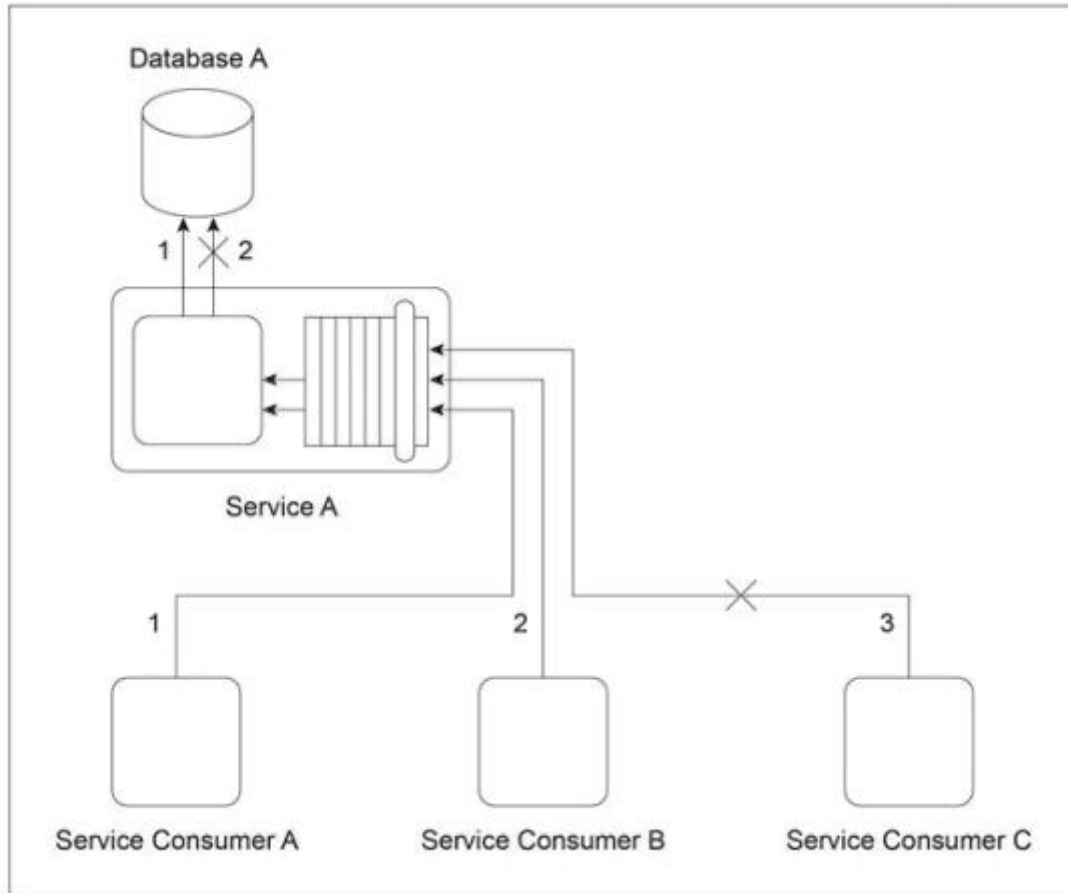 Database A
1
2
Service A
1
2
3
Service Consumer A
Service Consumer B
Service Consumer C